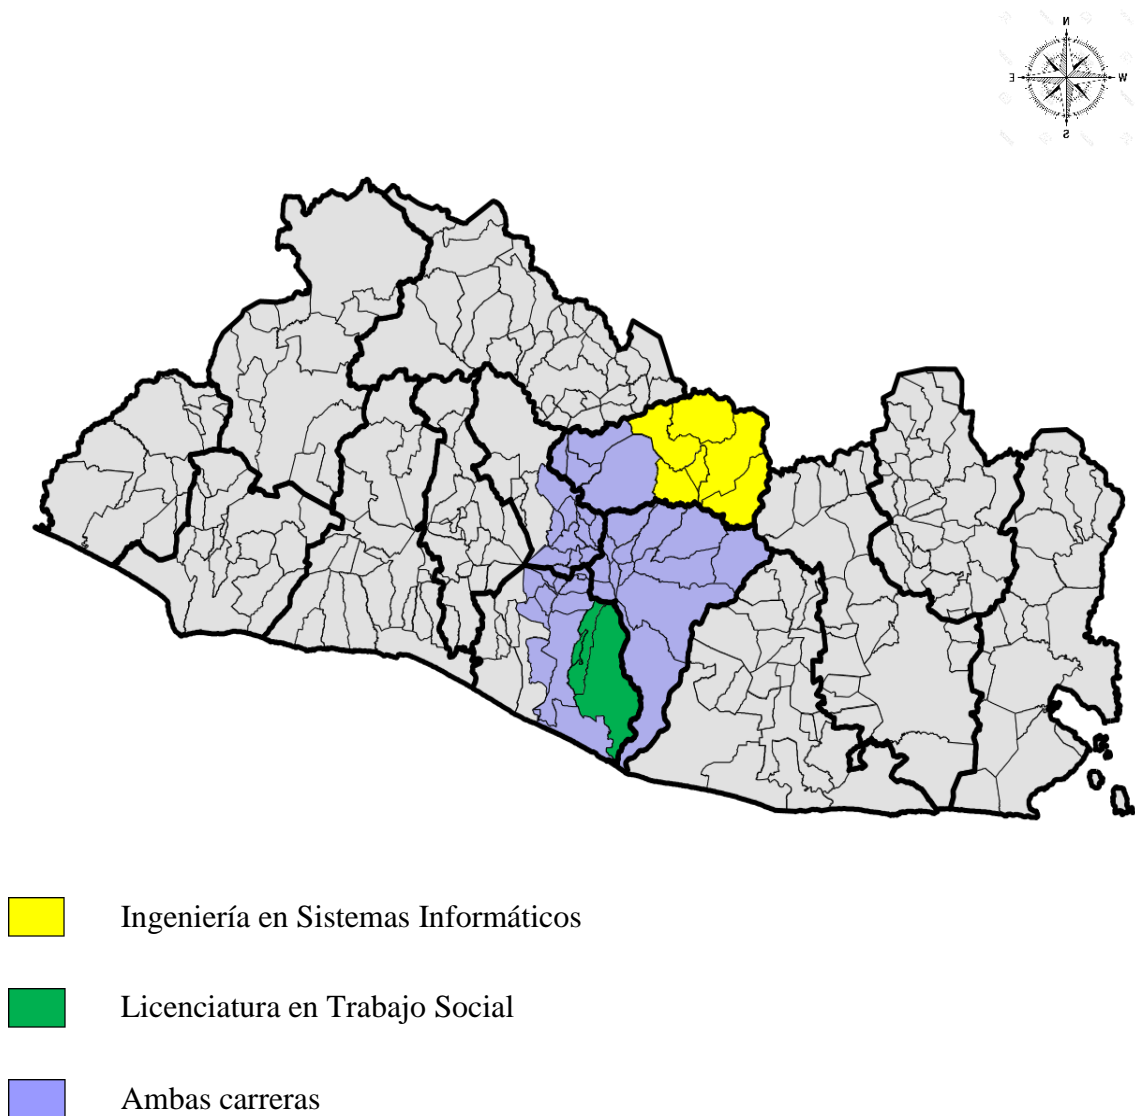 N
E W
S
Ingeniería en Sistemas Informáticos
Licenciatura en Trabajo Social
Ambas carreras